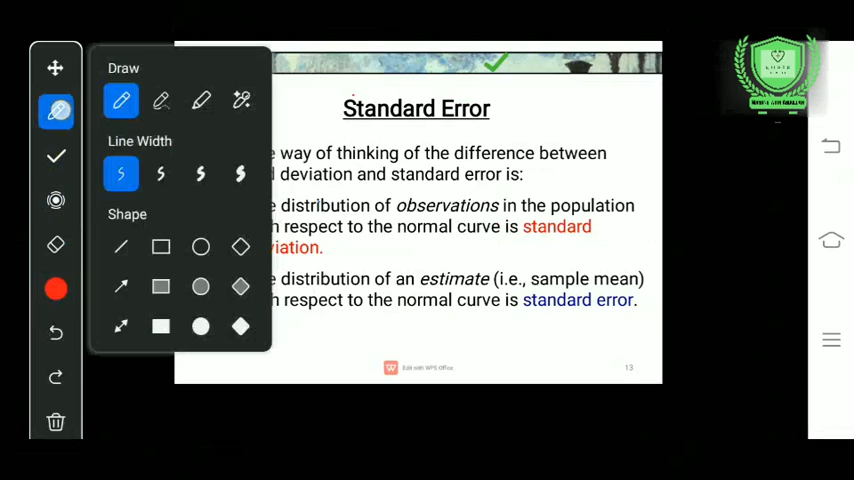 Draw
Line Width
Shape
Standard Error
way of thinking of the difference between
deviation and standard error is:
distribution of observations in the population
respect to the normal curve is standard
distribution of an estimate (i.e., sample mean)
respect to the normal curve is standard error.
Edit with WPS Office
13